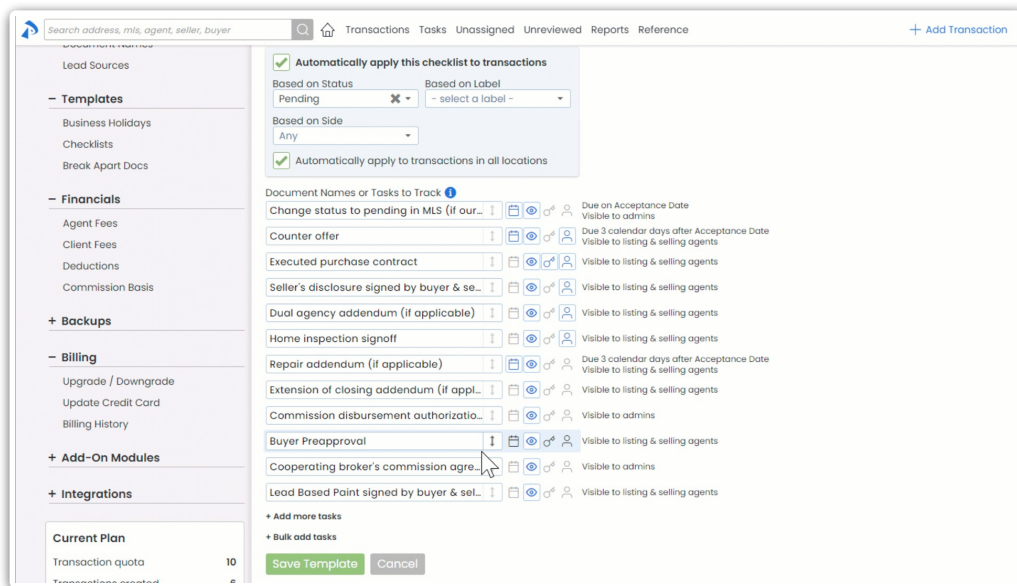 Search address, mls, agent, seller, buyer
Transactions Tasks Unassigned Unreviewed Reports Reference
+ Add Transaction
Document Names
Lead Sources
− Templates
Business Holidays
Checklists
Break Apart Docs
− Financials
Agent Fees
Client Fees
Deductions
Commission Basis
+ Backups
− Billing
Upgrade / Downgrade
Update Credit Card
Billing History
+ Add-On Modules
+ Integrations
Current Plan
Transaction quota 10
Transactions created 6
Automatically apply this checklist to transactions
Based on Status Based on Label
Pending - select a label -
Based on Side
Any
Automatically apply to transactions in all locations
Document Names or Tasks to Track
Change status to pending in MLS (if our... Due on Acceptance Date
Visible to admins
Counter offer Due 3 calendar days after Acceptance Date
Visible to listing & selling agents
Executed purchase contract Visible to listing & selling agents
Seller's disclosure signed by buyer & se... Visible to listing & selling agents
Dual agency addendum (if applicable) Visible to listing & selling agents
Home inspection signoff Visible to listing & selling agents
Repair addendum (if applicable) Due 3 calendar days after Acceptance Date
Visible to listing & selling agents
Extension of closing addendum (if appl... Visible to listing & selling agents
Commission disbursement authorizatio... Visible to admins
Buyer Preapproval Visible to listing & selling agents
Cooperating broker's commission agre... Visible to admins
Lead Based Paint signed by buyer & sel... Visible to listing & selling agents
+ Add more tasks
+ Bulk add tasks
Save Template Cancel